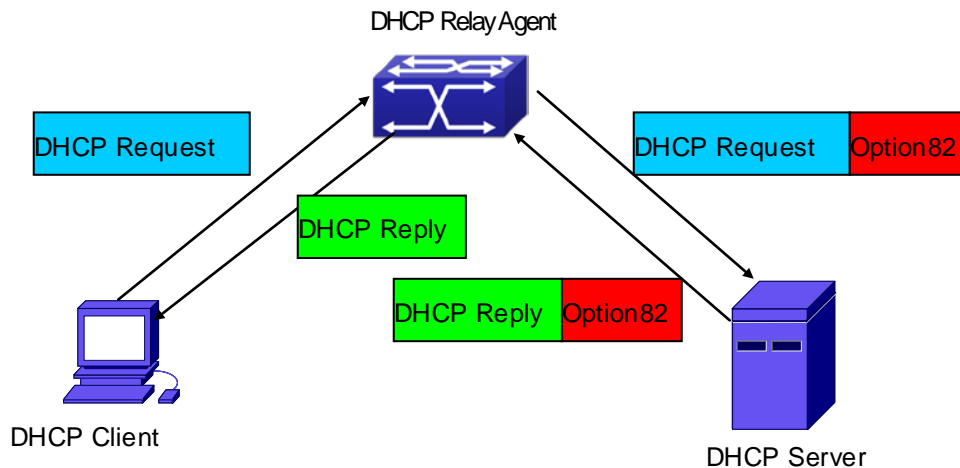 DHCP Relay Agent
DHCP Request
DHCP Request Option82
DHCP Reply
DHCP Reply Option82
DHCP Client
DHCP Server